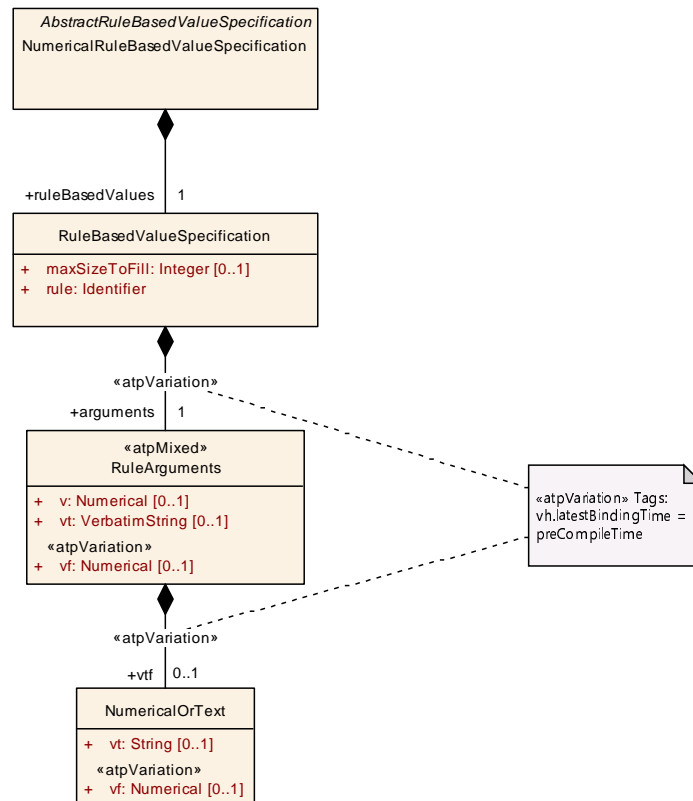 AbstractRuleBasedValueSpecification
NumericalRuleBasedValueSpecification
+ruleBasedValues 1
RuleBasedValueSpecification
+ maxSizeToFill: Integer [0..1]
+ rule: Identifier
«atpVariation»
+arguments 1
«atpMixed»
RuleArguments
+ v: Numerical [0..1]
+ vt: VerbatimString [0..1]
«atpVariation»
+ vf: Numerical [0..1]
«atpVariation» Tags:
vh.latestBindingTime =
preCompileTime
«atpVariation»
+vtf 0..1
NumericalOrText
+ vt: String [0..1]
«atpVariation»
+ vf: Numerical [0..1]